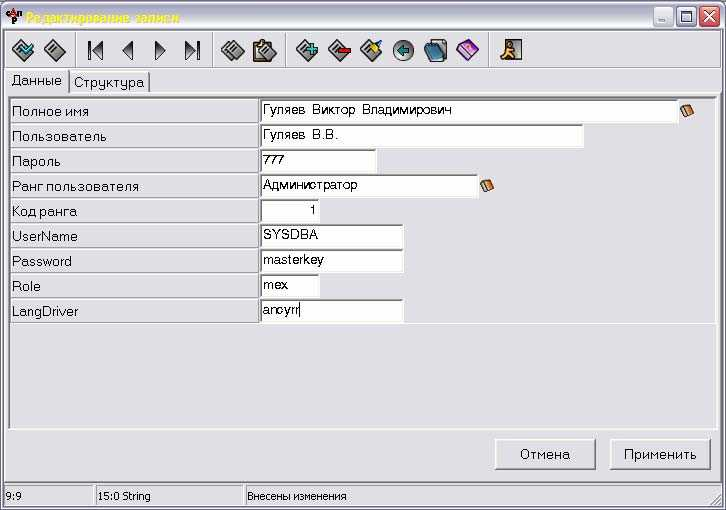 Редактирование записи
Данные Структура
Полное имя Гуляев Виктор Владимирович
Пользователь Гуляев В.В.
Пароль 777
Ранг пользователя Администратор
Код ранга 1
UserName SYSDBA
Password masterkey
Role mex
LangDriver ancyrr
Отмена Применить
9:9 15:0 String Внесены изменения